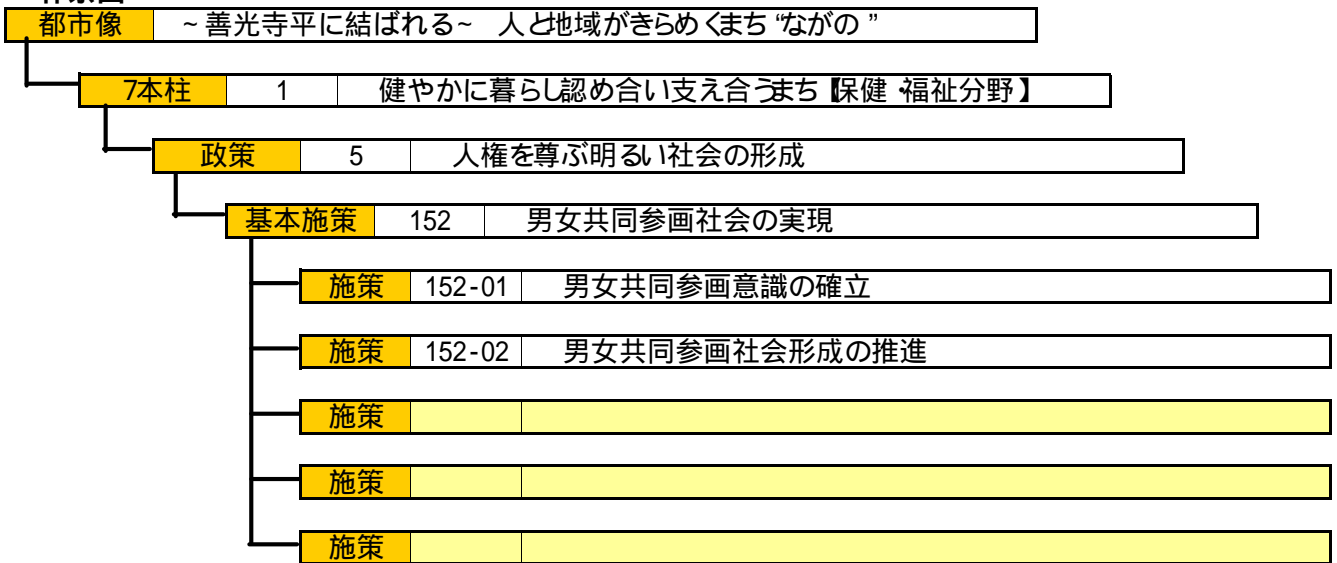 都市像 ~善光寺平に結ばれる~ 人と地域がきらめくまち“ながの”
7本柱 1 健やかに暮らし認め合い支え合うまち【保健・福祉分野】
政策 5 人権を尊ぶ明るい社会の形成
基本施策 152 男女共同参画社会の実現
施策 152-01 男女共同参画意識の確立
施策 152-02 男女共同参画社会形成の推進
施策
施策
施策